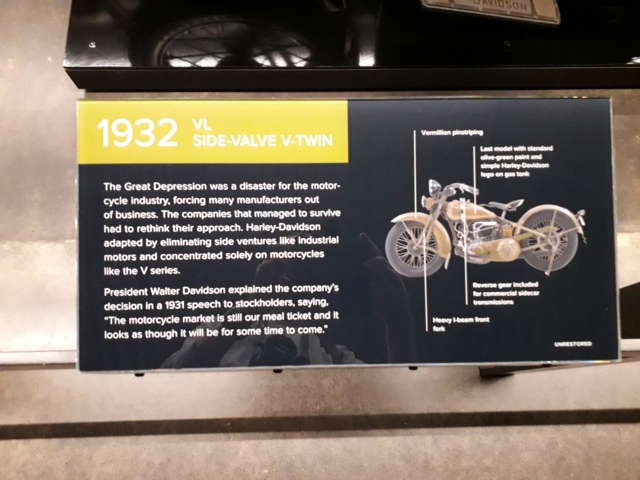 DAVIDSON
1932 VL
SIDE-VALVE V-TWIN
The Great Depression was a disaster for the motor-
cycle industry, forcing many manufacturers out
of business. The companies that managed to survive
had to rethink their approach. Harley-Davidson
adapted by eliminating side ventures like industrial
motors and concentrated solely on motorcycles
like the V series.
President Walter Davidson explained the company's
decision in a 1931 speech to stockholders, saying,
"The motorcycle market is still our meal ticket and it
looks as though it will be for some time to come."
Vermilion pinstriping
Last model with standard
olive-green paint and
simple Harley-Davidson
logo on gas tank
Reverse gear included
for commercial sidecar
transmissions
Heavy I-beam front
fork
UNRESTORED